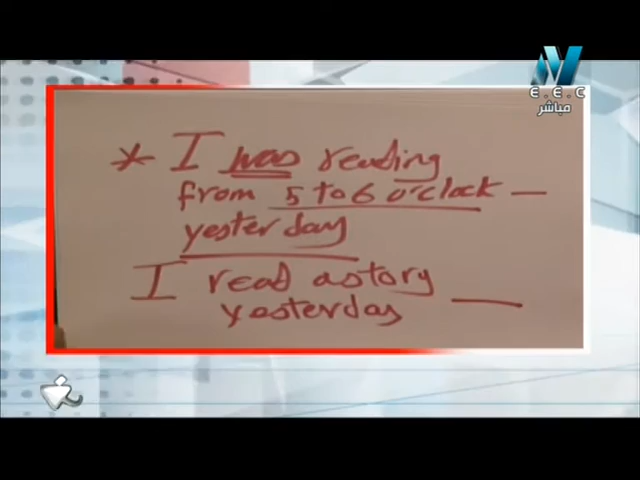 E.E.C
مباشر
* I was reading
from 5 to 6 o'clock —
yesterday
I read a story
yesterday —